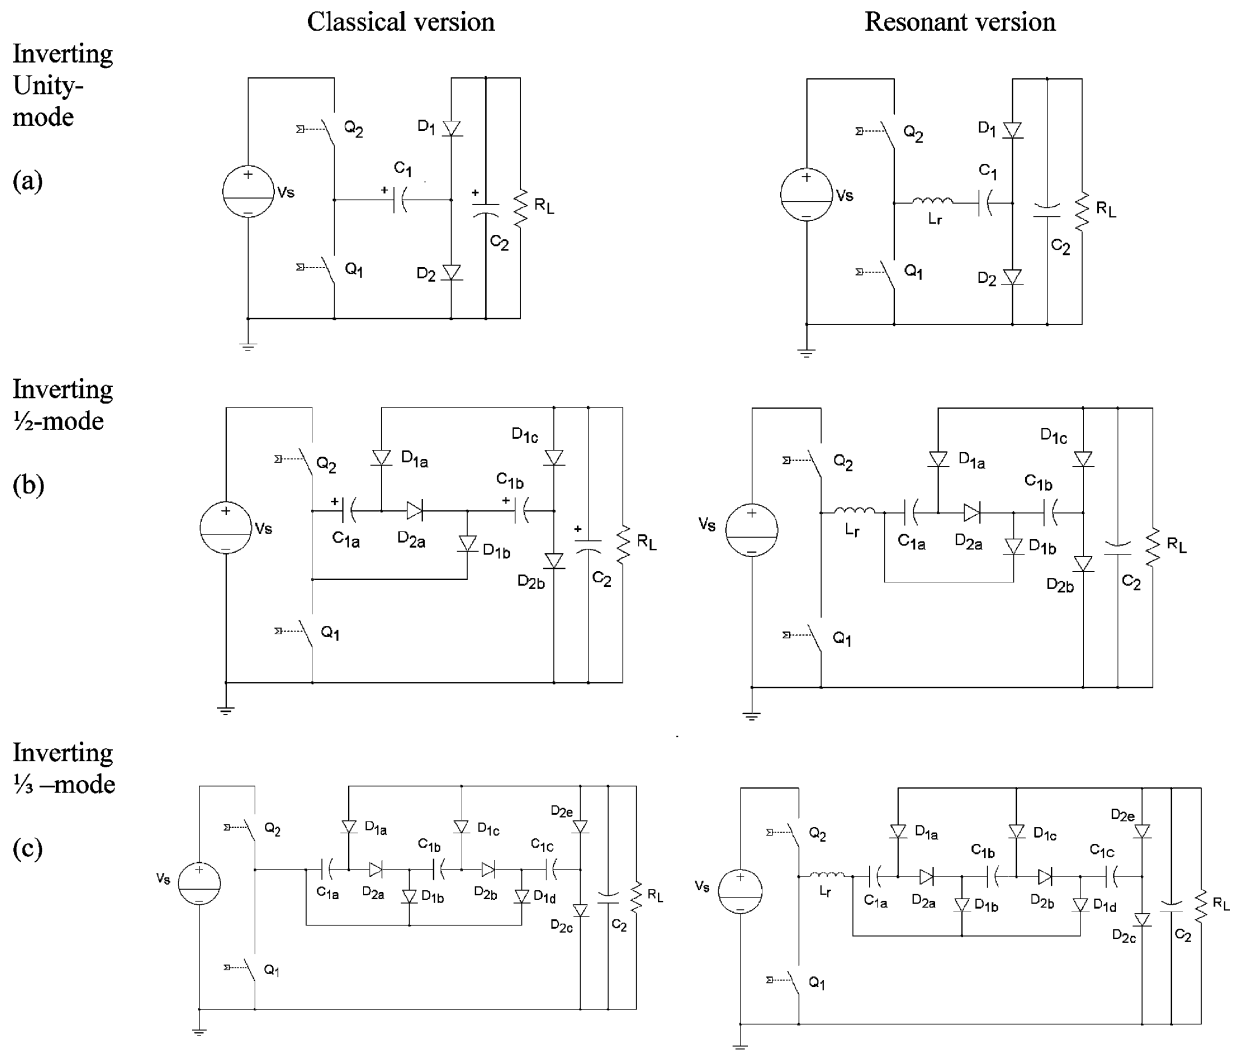 Classical version
Resonant version
Inverting
Unity-
mode
(a)
Q2
D1
C1
+
+
Vs
+
−
RL
C2
Q1
D2
Q2
D1
C1
+
−
Vs
Lr
RL
C2
Q1
D2
Inverting
½-mode
(b)
D1c
Q2
D1a
C1b
+
+
+
Vs
+
−
C1a
D2a
D1b
RL
D2b
C2
Q1
D1c
Q2
D1a
C1b
Vs
+
−
Lr
C1a
D2a
D1b
RL
D2b
C2
Q1
Inverting
⅓ –mode
(c)
D2e
Q2
D1a
D1c
C1b
C1c
Vs
+
−
C1a
D2a
D1b
D2b
D1d
RL
D2c
C2
Q1
D2e
Q2
D1a
D1c
C1b
C1c
Vs
+
−
Lr
C1a
D2a
D1b
D2b
D1d
RL
D2c
C2
Q1